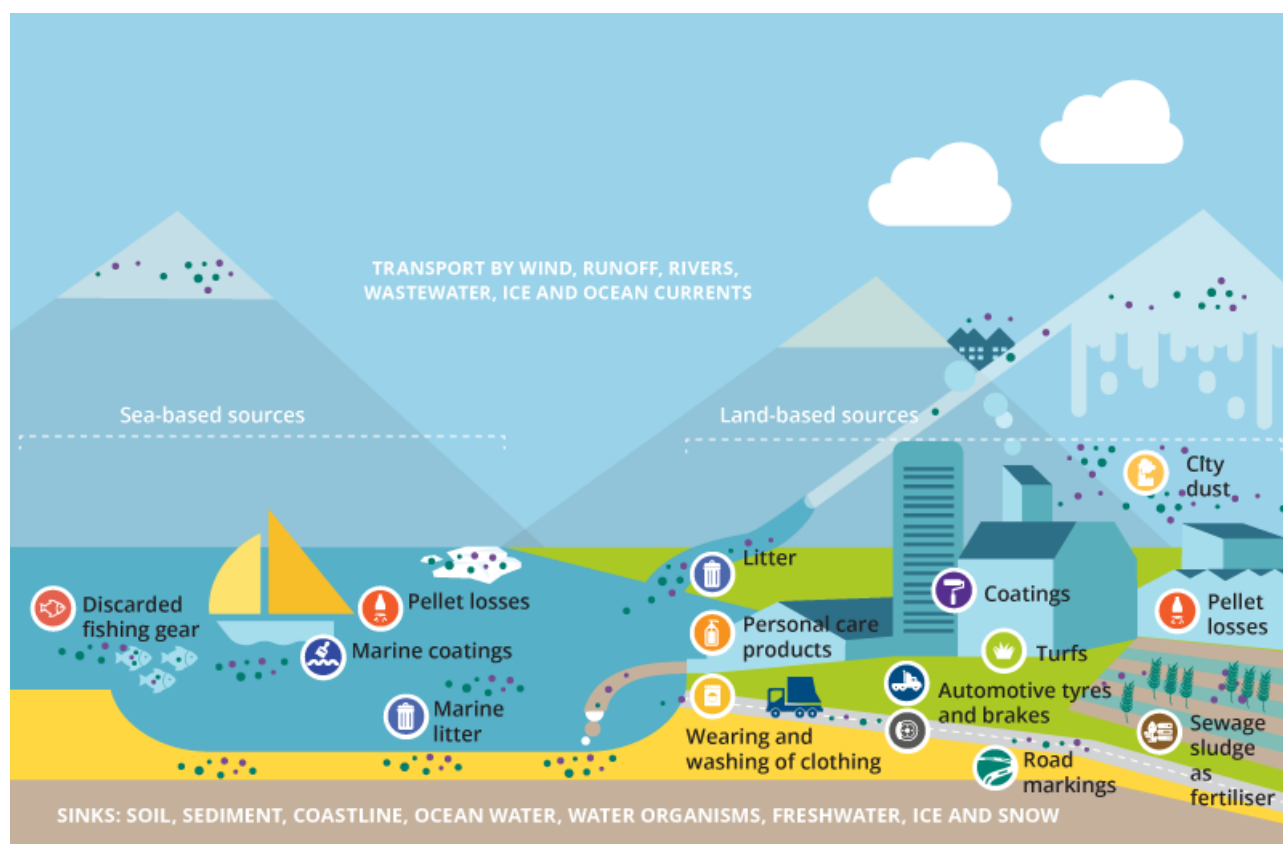 TRANSPORT BY WIND, RUNOFF, RIVERS,
WASTEWATER, ICE AND OCEAN CURRENTS
Sea-based sources
Land-based sources
City
dust
Litter
Discarded
fishing gear
Pellet losses
Marine coatings
Marine
litter
Personal care
products
Coatings
Pellet
losses
Turfs
Automotive tyres
and brakes
Wearing and
washing of clothing
Road
markings
Sewage
sludge
as
fertiliser
SINKS: SOIL, SEDIMENT, COASTLINE, OCEAN WATER, WATER ORGANISMS, FRESHWATER, ICE AND SNOW